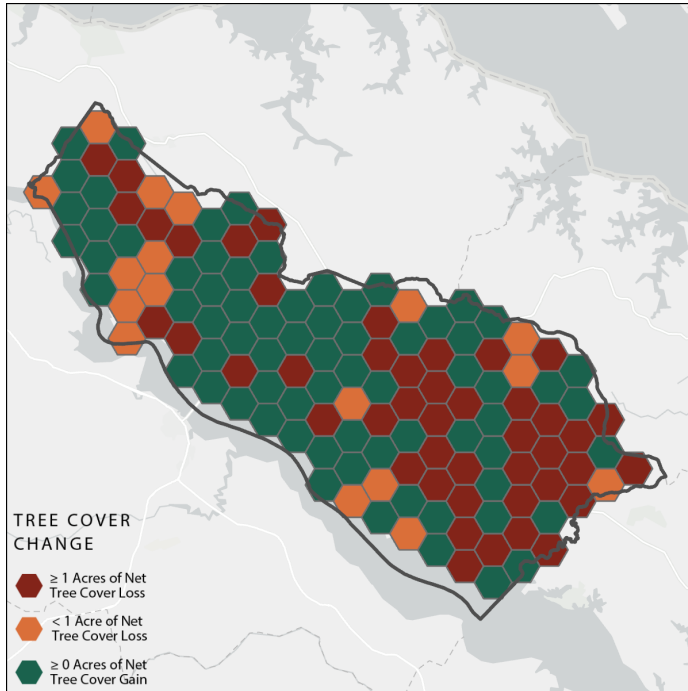 TREE COVER
CHANGE
≥ 1 Acres of Net
Tree Cover Loss
< 1 Acre of Net
Tree Cover Loss
≥ 0 Acres of Net
Tree Cover Gain